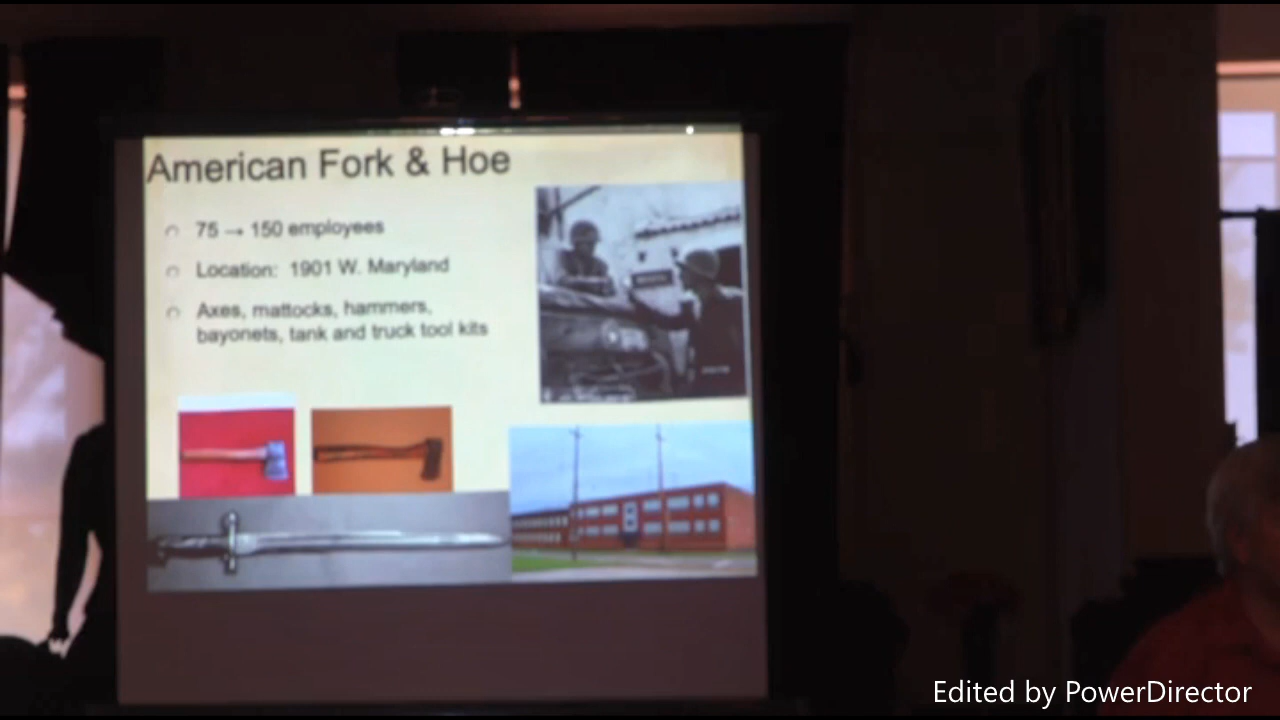 American Fork & Hoe
75 → 150 employees
Location: 1901 W. Maryland
Axes, mattocks, hammers,
bayonets, tank and truck tool kits
Edited by PowerDirector